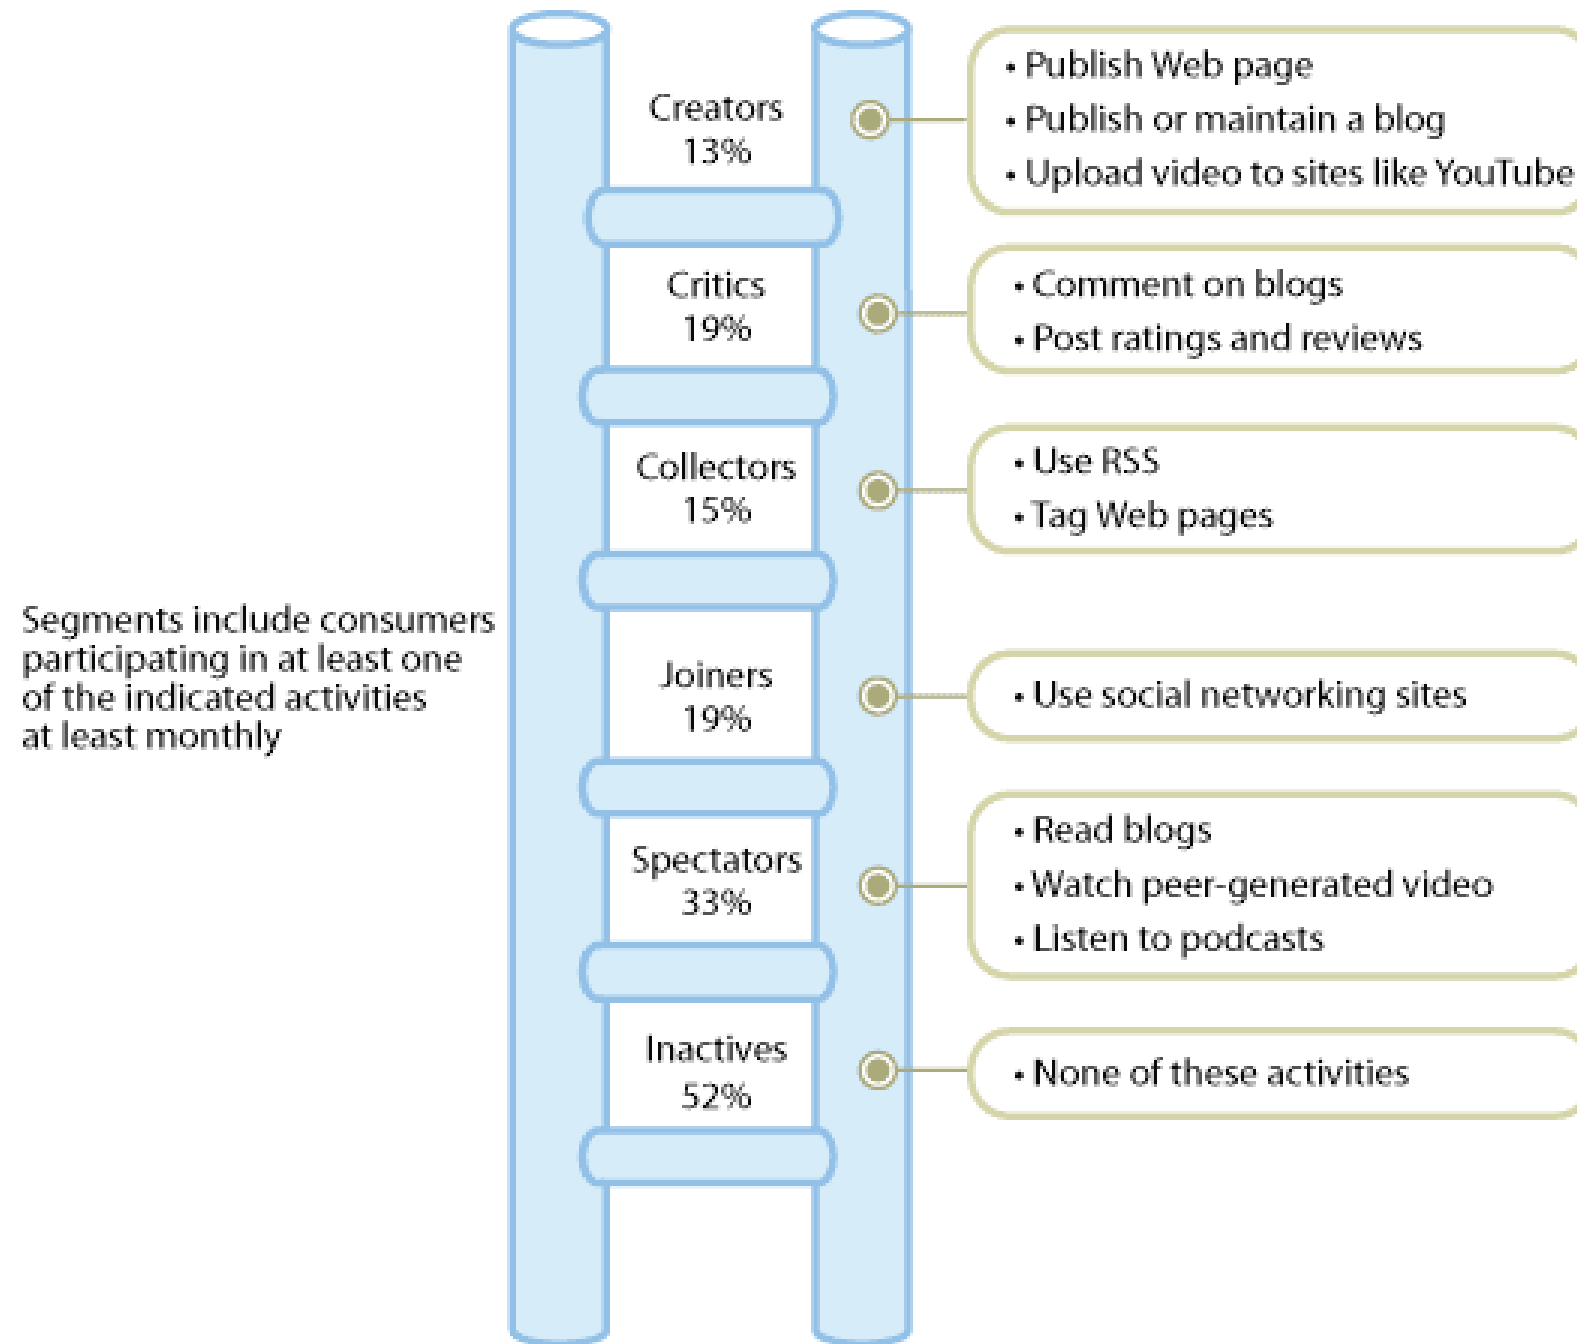 Creators
13%
• Publish Web page
• Publish or maintain a blog
• Upload video to sites like YouTube
Critics
19%
• Comment on blogs
• Post ratings and reviews
Collectors
15%
• Use RSS
• Tag Web pages
Segments include consumers
participating in at least one
of the indicated activities
at least monthly
Joiners
19%
• Use social networking sites
Spectators
33%
• Read blogs
• Watch peer-generated video
• Listen to podcasts
Inactives
52%
• None of these activities